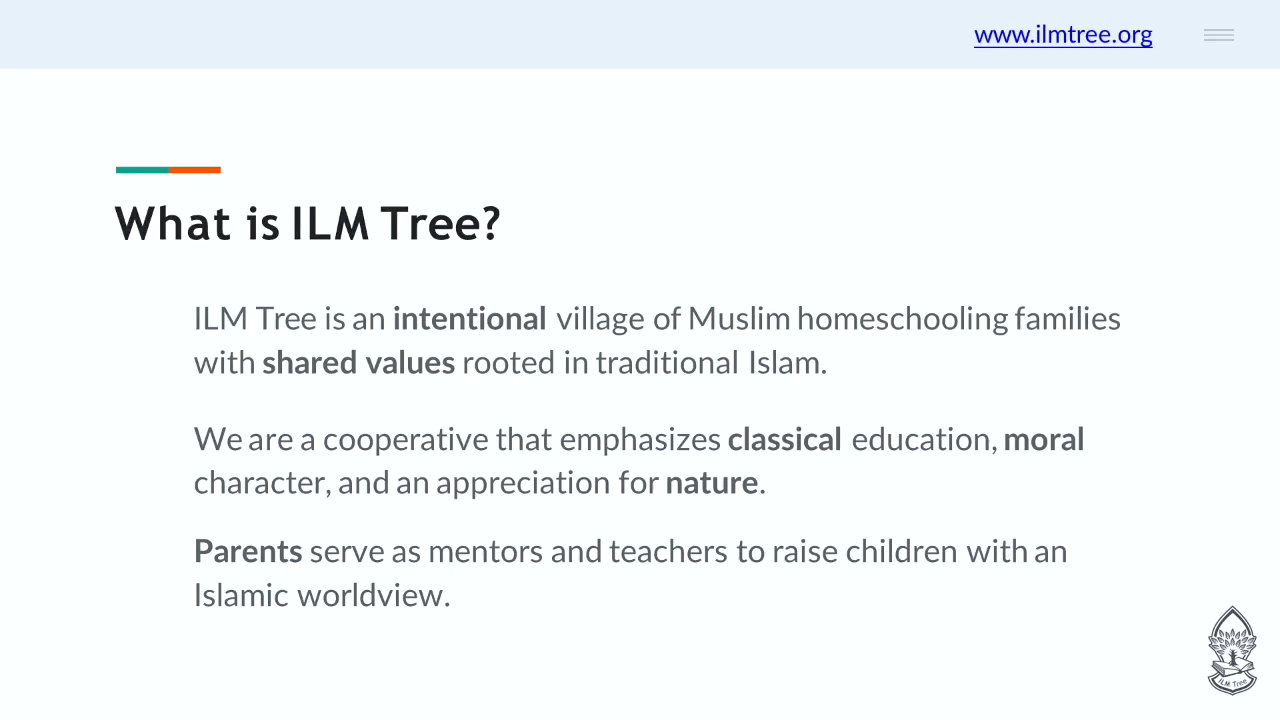 www.ilmtree.org
What is ILM Tree?
ILM Tree is an intentional village of Muslim homeschooling families
with shared values rooted in traditional Islam.
We are a cooperative that emphasizes classical education, moral
character, and an appreciation for nature.
Parents serve as mentors and teachers to raise children with an
Islamic worldview.
ILM Tree